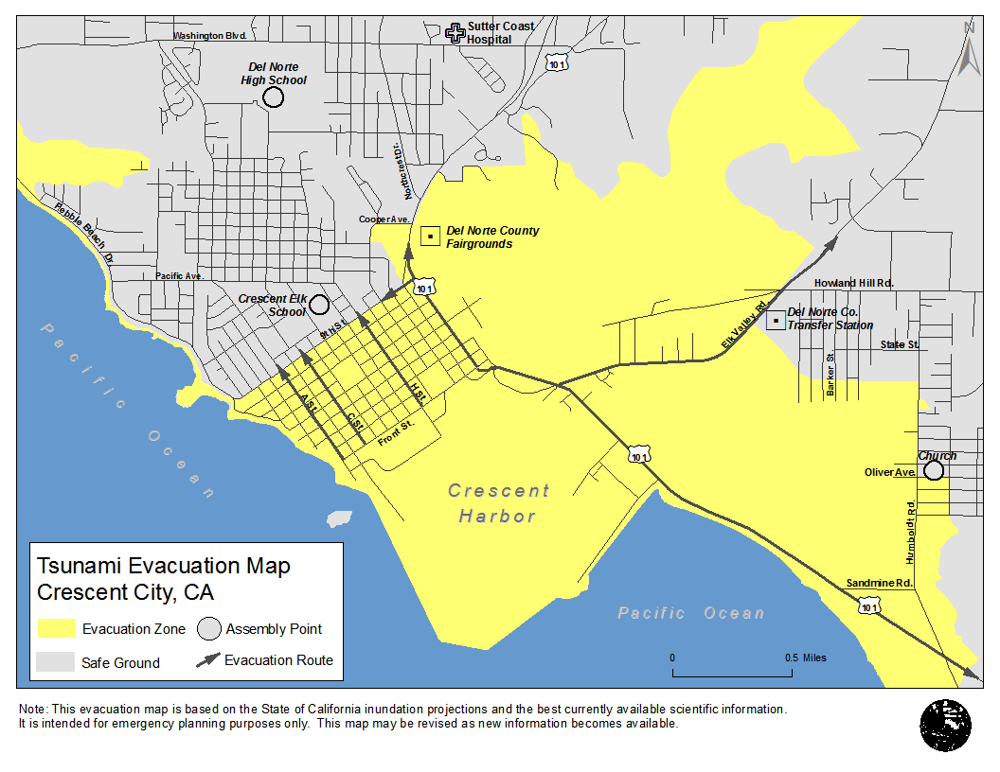 Washington Blvd.
Sutter Coast
Hospital
N
101
Del Norte
High School
Northcrest Dr.
Cooper Ave.
Del Norte County
Fairgrounds
Pebble Beach Dr.
Pacific Ave.
101
Howland Hill Rd.
Crescent Elk
School
9th St.
Elk Valley Rd.
Del Norte Co.
Transfer Station
State St.
Barker St.
A St.
C St.
H St.
Front St.
Pacific Ocean
101
Church
Oliver Ave.
Crescent
Harbor
Humboldt Rd.
Sandmine Rd.
101
Pacific Ocean
0 0.5 Miles
Tsunami Evacuation Map
Crescent City, CA
Evacuation Zone
Assembly Point
Safe Ground
Evacuation Route
Note: This evacuation map is based on the State of California inundation projections and the best currently available scientific information.
It is intended for emergency planning purposes only. This map may be revised as new information becomes available.